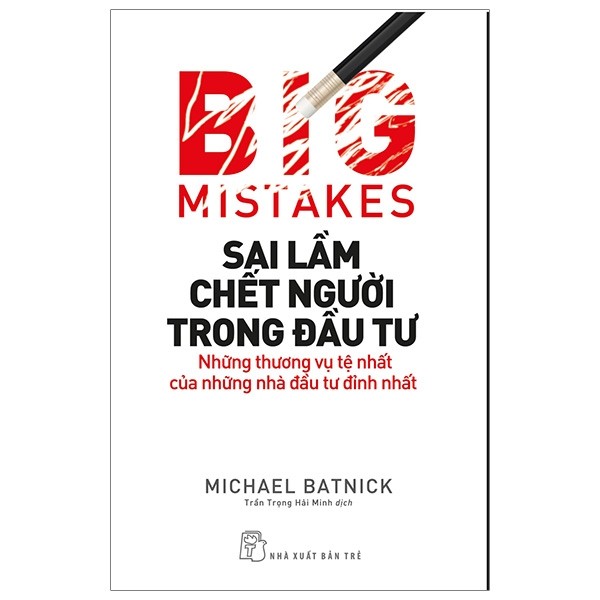 BIG
MISTAKES
SAI LẦM
CHẾT NGƯỜI
TRONG ĐẦU TƯ
Những thương vụ tệ nhất
của những nhà đầu tư đỉnh nhất
MICHAEL BATNICK
Trần Trọng Hải Minh dịch
T
NHÀ XUẤT BẢN TRẺ